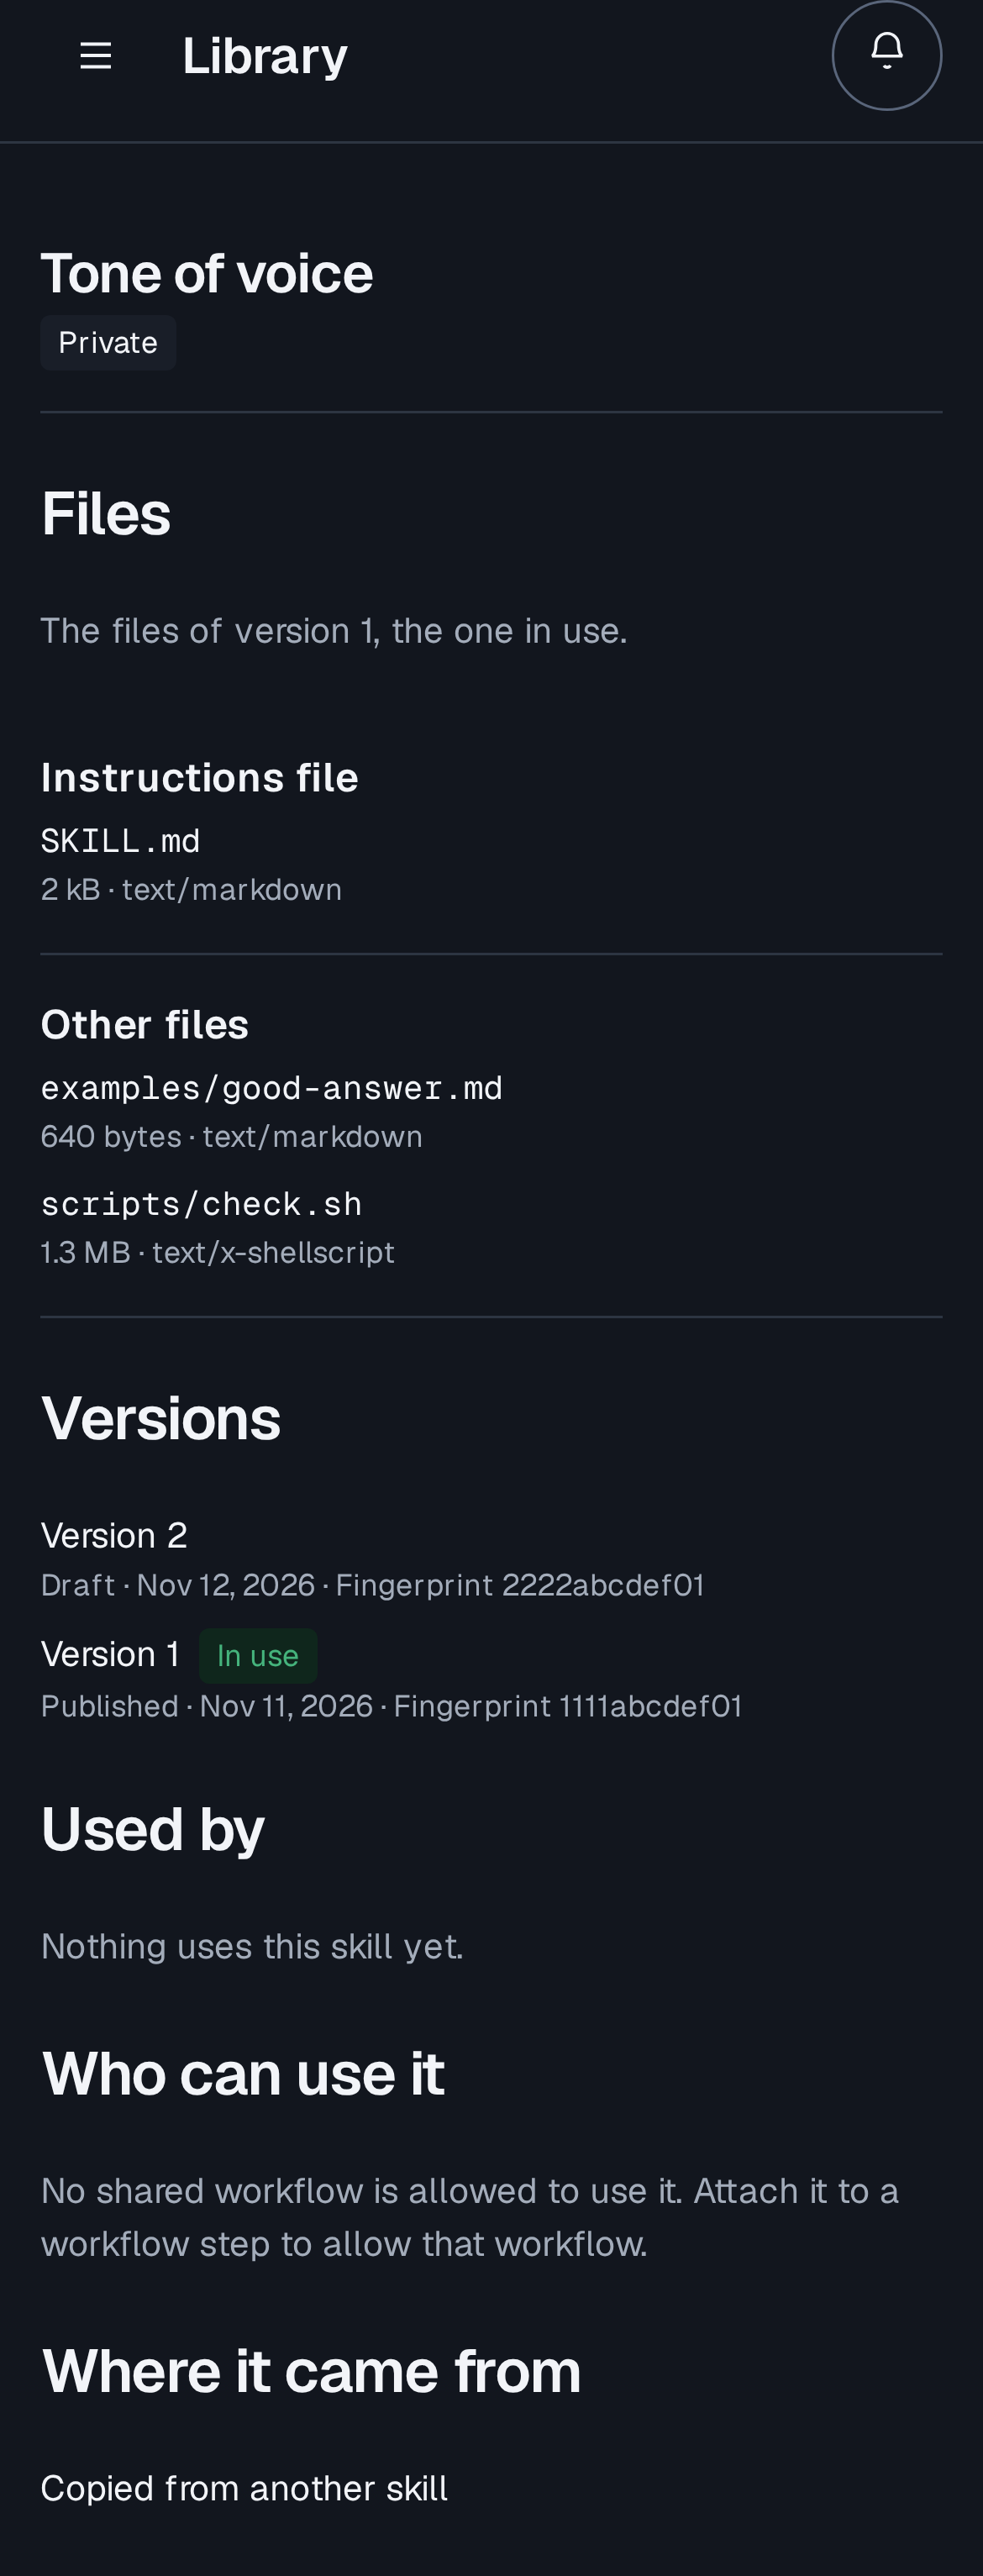 Library
Tone of voice
Private
Files
The files of version 1, the one in use.
Instructions file
SKILL.md
2 kB · text/markdown
Other files
examples/good-answer.md
640 bytes · text/markdown
scripts/check.sh
1.3 MB · text/x-shellscript
Versions
Version 2
Draft · Nov 12, 2026 · Fingerprint 2222abcdef01
Version 1 In use
Published · Nov 11, 2026 · Fingerprint 1111abcdef01
Used by
Nothing uses this skill yet.
Who can use it
No shared workflow is allowed to use it. Attach it to a
workflow step to allow that workflow.
Where it came from
Copied from another skill